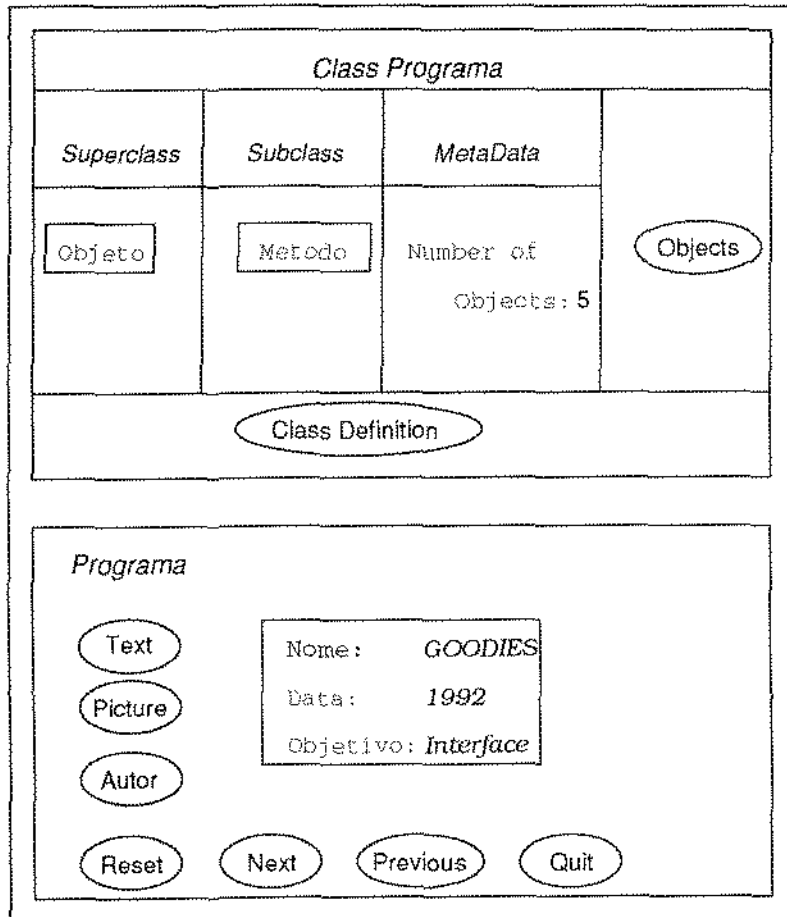 Class Programa
Superclass Subclass MetaData
Objeto Metodo Number of Objects
Objects: 5
Class Definition
Programa
Text
Nome: GOODIES
Picture
Data: 1992
Objetivo: Interface
Autor
Reset Next Previous Quit